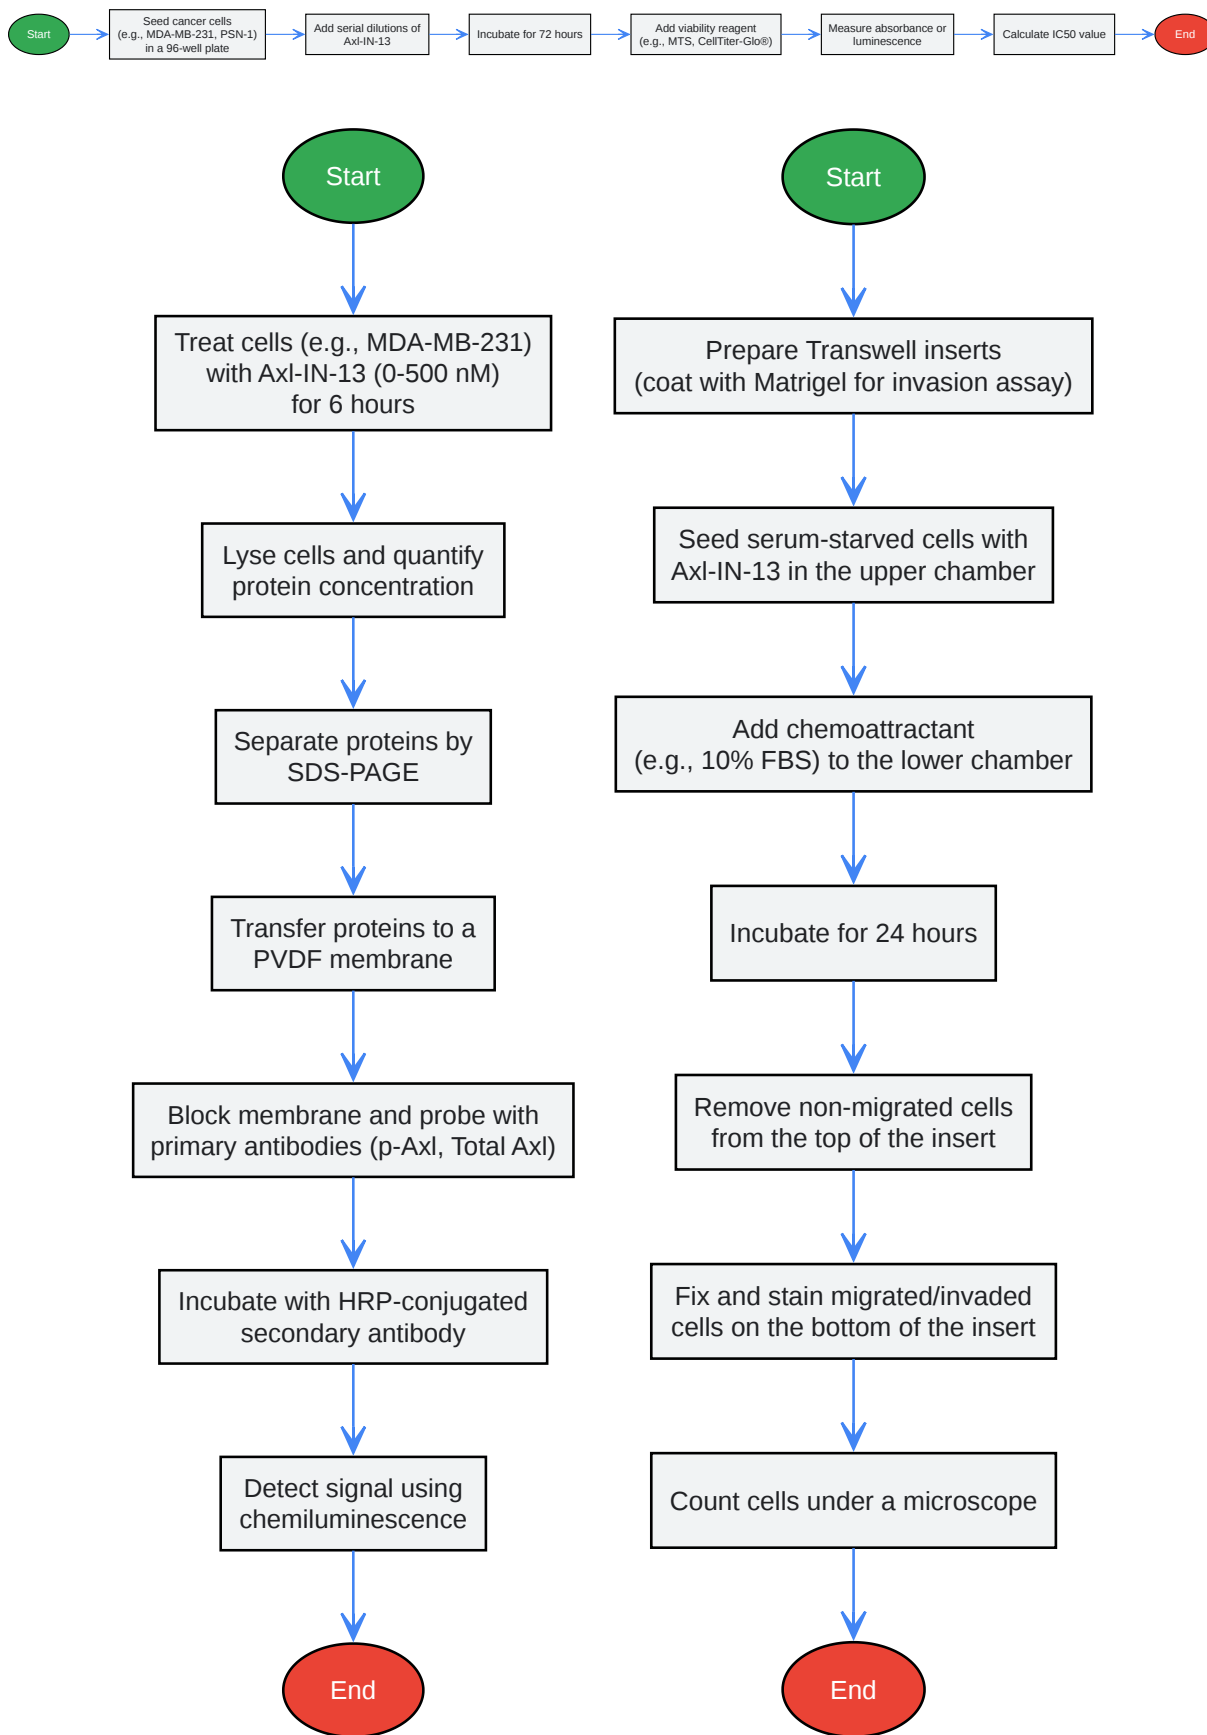 Start
Seed cancer cells
(e.g., MDA-MB-231, PSN-1)
in a 96-well plate
Add serial dilutions of
Axl-IN-13
Incubate for 72 hours
Add viability reagent
(e.g., MTS, CellTiter-Glo®)
Measure absorbance or
luminescence
Calculate IC50 value
End
Start
Treat cells (e.g., MDA-MB-231)
with Axl-IN-13 (0-500 nM)
for 6 hours
Lyse cells and quantify
protein concentration
Separate proteins by
SDS-PAGE
Transfer proteins to a
PVDF membrane
Block membrane and probe with
primary antibodies (p-Axl, Total Axl)
Incubate with HRP-conjugated
secondary antibody
Detect signal using
chemiluminescence
End
Start
Prepare Transwell inserts
(coat with Matrigel for invasion assay)
Seed serum-starved cells with
Axl-IN-13 in the upper chamber
Add chemoattractant
(e.g., 10% FBS) to the lower chamber
Incubate for 24 hours
Remove non-migrated cells
from the top of the insert
Fix and stain migrated/invaded
cells on the bottom of the insert
Count cells under a microscope
End